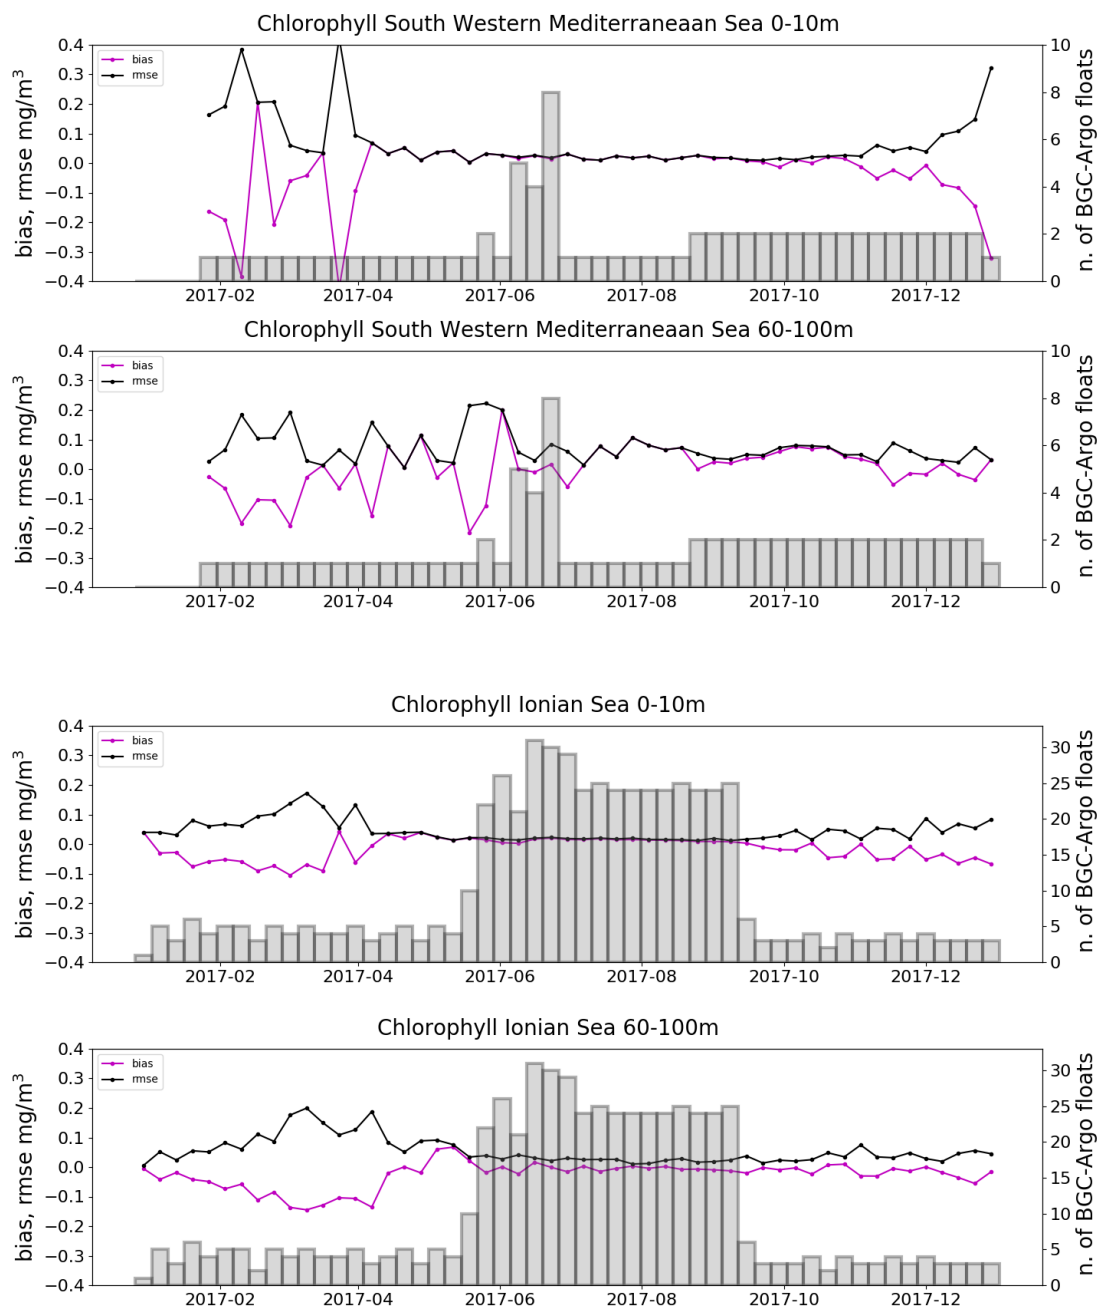 Chlorophyll South Western Mediterraneaan Sea 0-10m
bias, rmse mg/m³
0.4
0.3
0.2
0.1
0.0
−0.1
−0.2
−0.3
−0.4
bias
rmse
10
8
6
4
2
0
n. of BGC-Argo floats
2017-02 2017-04 2017-06 2017-08 2017-10 2017-12
Chlorophyll South Western Mediterraneaan Sea 60-100m
bias, rmse mg/m³
0.4
0.3
0.2
0.1
0.0
−0.1
−0.2
−0.3
−0.4
bias
rmse
10
8
6
4
2
0
n. of BGC-Argo floats
2017-02 2017-04 2017-06 2017-08 2017-10 2017-12
Chlorophyll Ionian Sea 0-10m
bias, rmse mg/m³
0.4
0.3
0.2
0.1
0.0
−0.1
−0.2
−0.3
−0.4
bias
rmse
30
25
20
15
10
5
0
n. of BGC-Argo floats
2017-02 2017-04 2017-06 2017-08 2017-10 2017-12
Chlorophyll Ionian Sea 60-100m
bias, rmse mg/m³
0.4
0.3
0.2
0.1
0.0
−0.1
−0.2
−0.3
−0.4
bias
rmse
30
25
20
15
10
5
0
n. of BGC-Argo floats
2017-02 2017-04 2017-06 2017-08 2017-10 2017-12